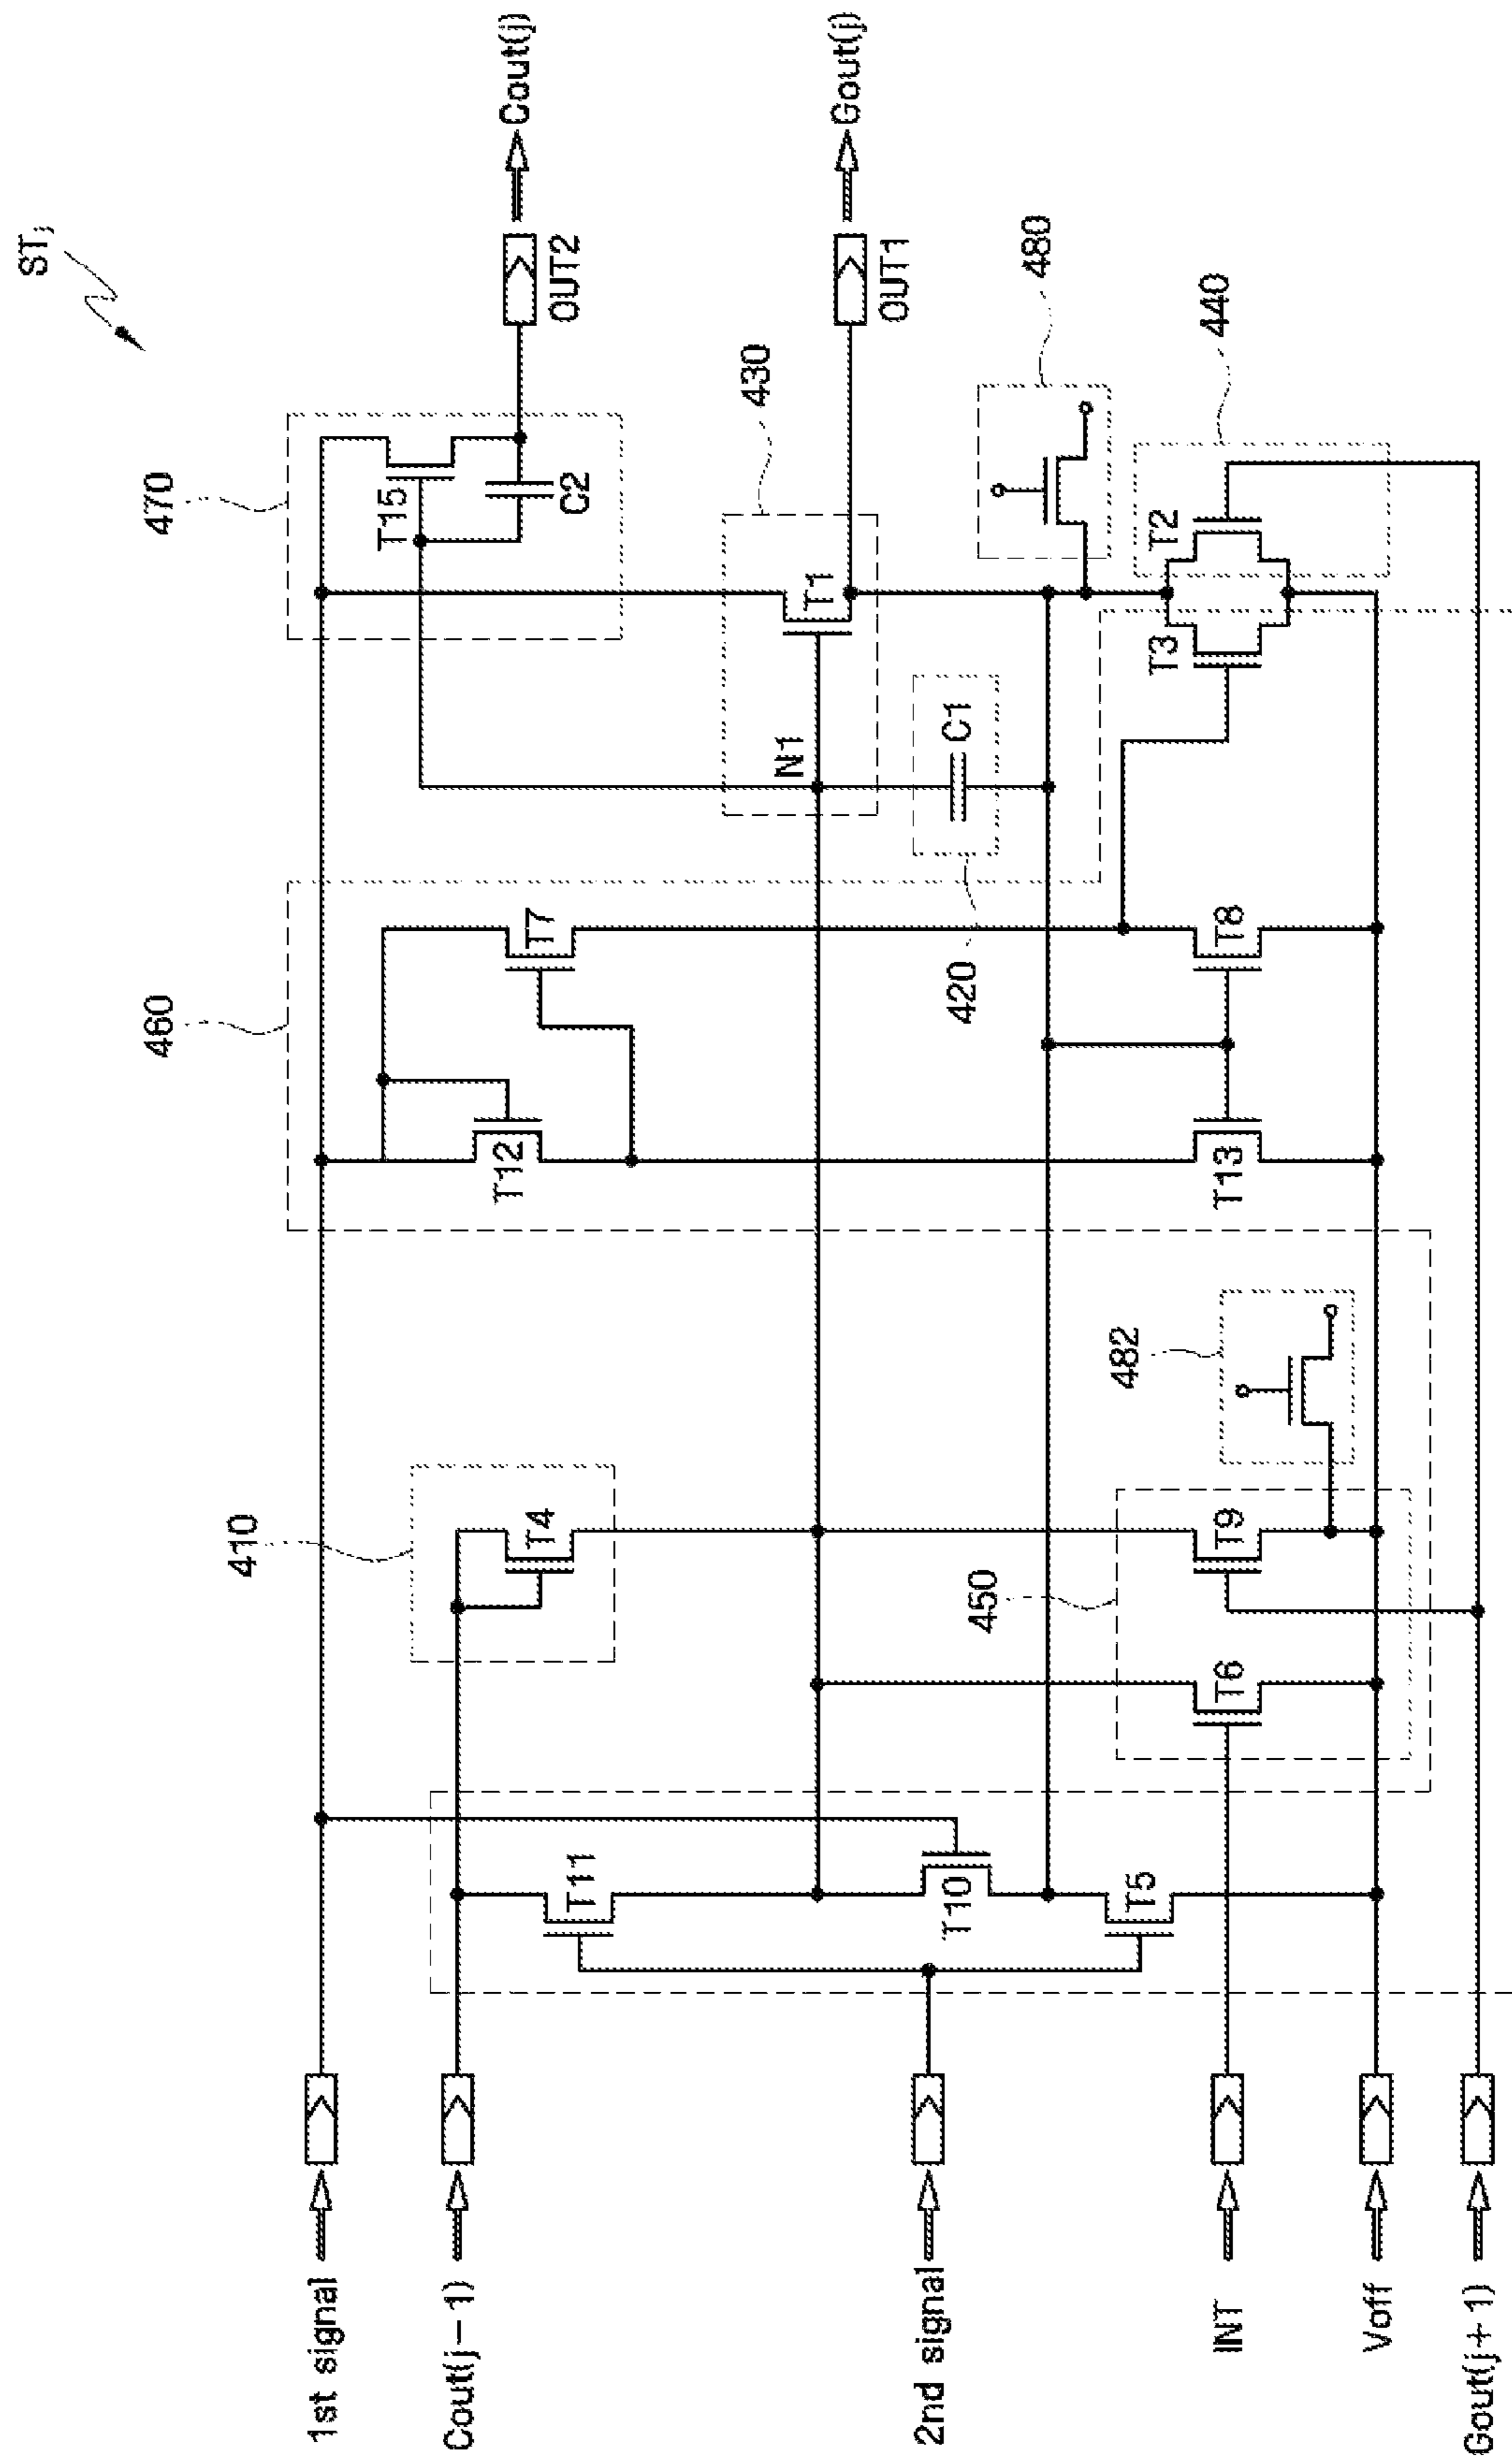 STj
470
T15
C2
OUT2
Cout(j)
430
T1
N1
OUT1
Gout(j)
480
440
T2
T3
C1
420
460
T7
T12
T8
T13
410
T4
482
450
T9
T6
T11
T10
T5
1st signal
Cout(j−1)
2nd signal
INT
Voff
Gout(j+1)